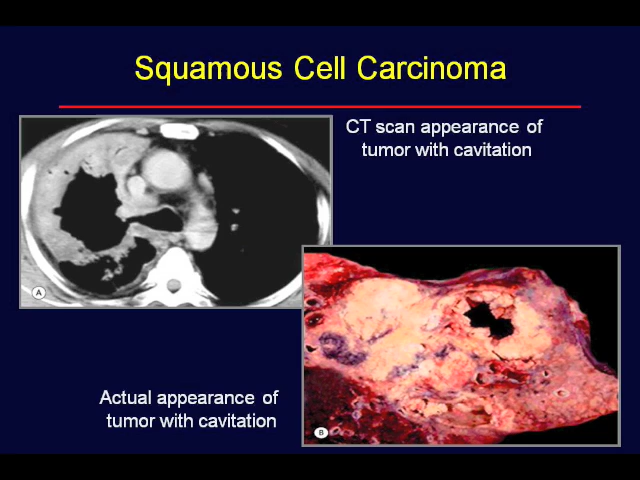 Squamous Cell Carcinoma
CT scan appearance of
tumor with cavitation
A
Actual appearance of
tumor with cavitation
B